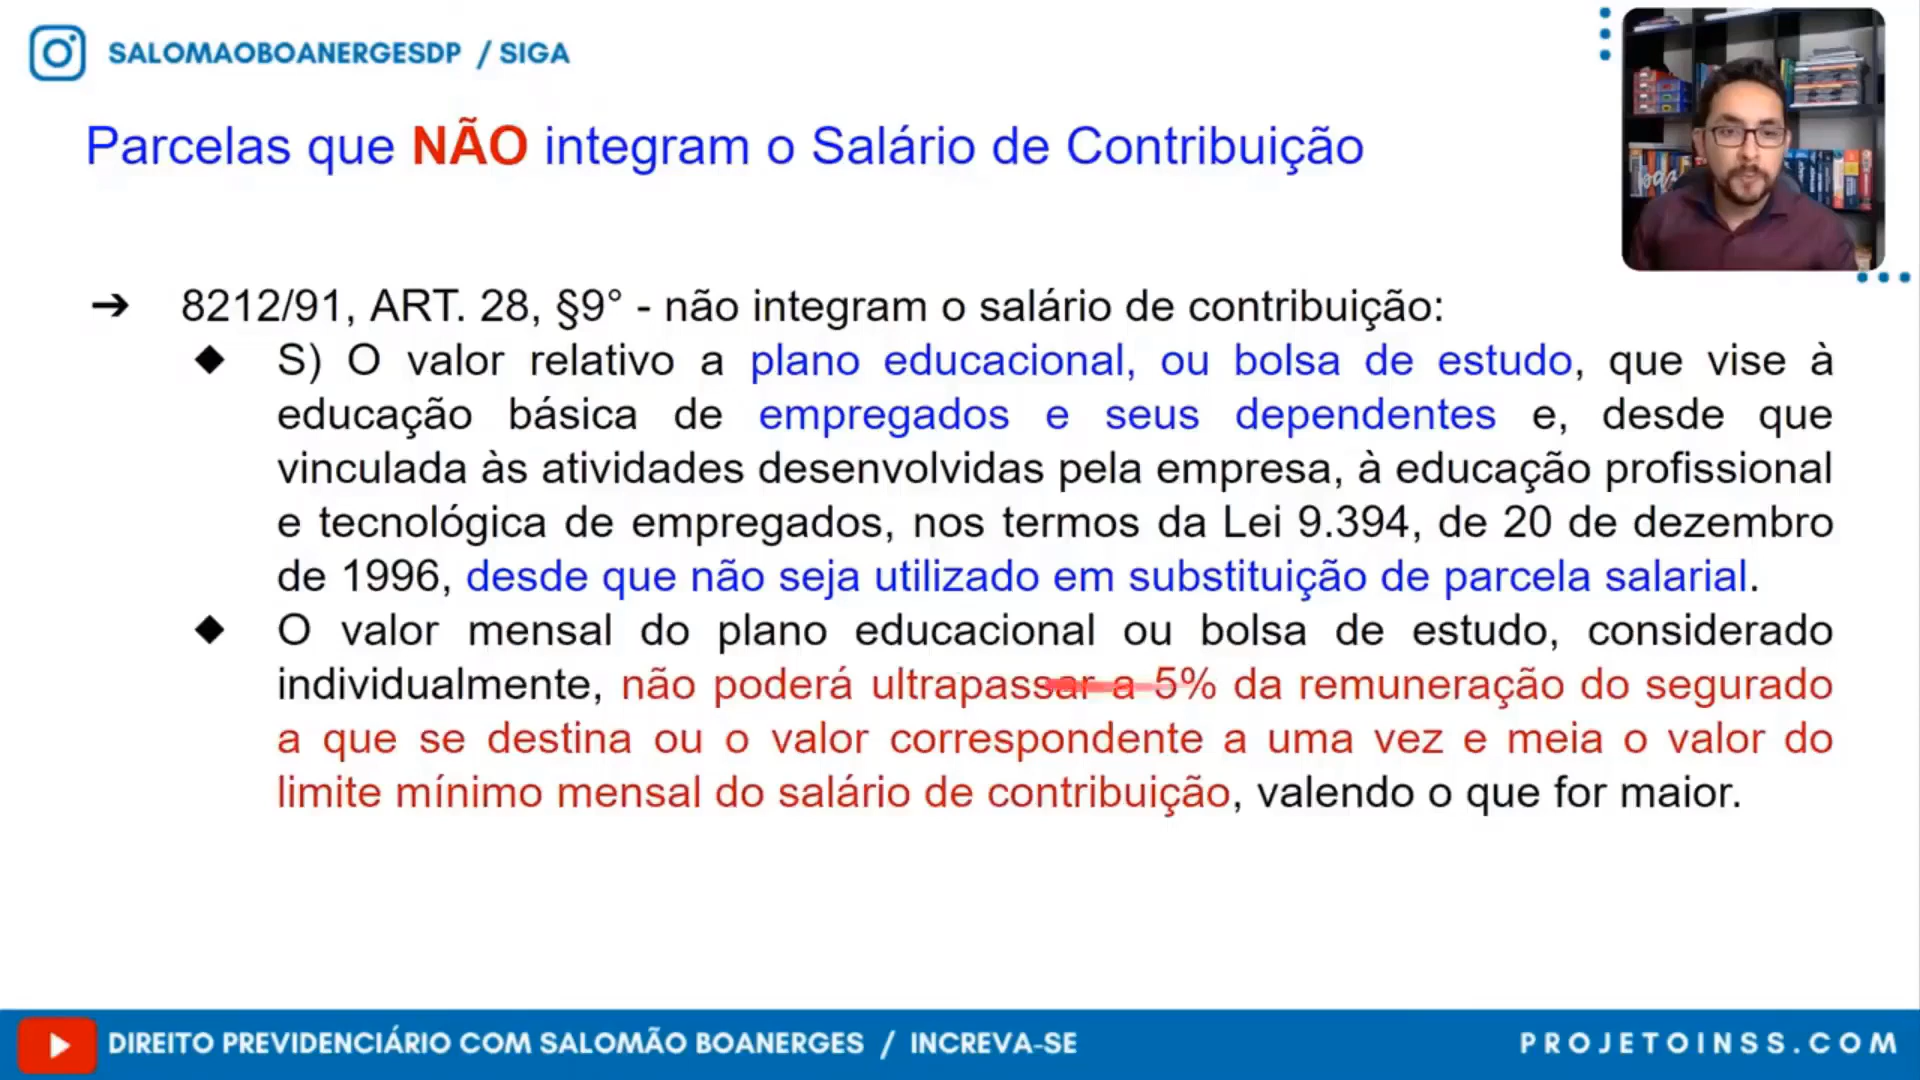 SALOMAOBOANERGESDP / SIGA
Parcelas que NÃO integram o Salário de Contribuição
➔ 8212/91, ART. 28, §9° - não integram o salário de contribuição:
◆ S) O valor relativo a plano educacional, ou bolsa de estudo, que vise à
educação básica de empregados e seus dependentes e, desde que
vinculada às atividades desenvolvidas pela empresa, à educação profissional
e tecnológica de empregados, nos termos da Lei 9.394, de 20 de dezembro
de 1996, desde que não seja utilizado em substituição de parcela salarial.
◆ O valor mensal do plano educacional ou bolsa de estudo, considerado
individualmente, não poderá ultrapassar a 5% da remuneração do segurado
a que se destina ou o valor correspondente a uma vez e meia o valor do
limite mínimo mensal do salário de contribuição, valendo o que for maior.
DIREITO PREVIDENCIÁRIO COM SALOMÃO BOANERGES / INCREVA-SE
PROJETOINSS.COM